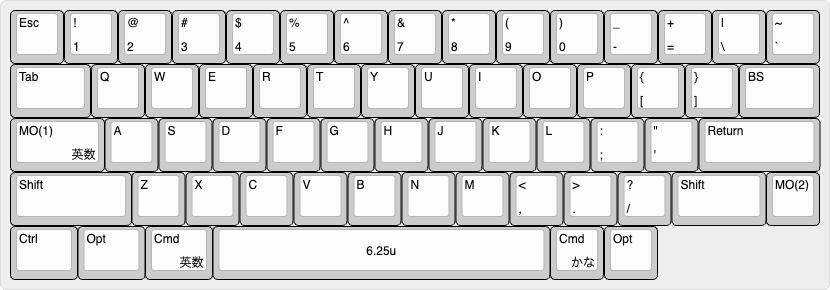 Esc ! @ # $ % ^ & * ( ) _ + | ~
1 2 3 4 5 6 7 8 9 0 - = \ `
Tab Q W E R T Y U I O P { } BS
[ ]
MO(1) A S D F G H J K L : " Return
英数 ; '
Shift Z X C V B N M < > ? Shift MO(2)
, . /
Ctrl Opt Cmd 6.25u Cmd Opt
英数 かな